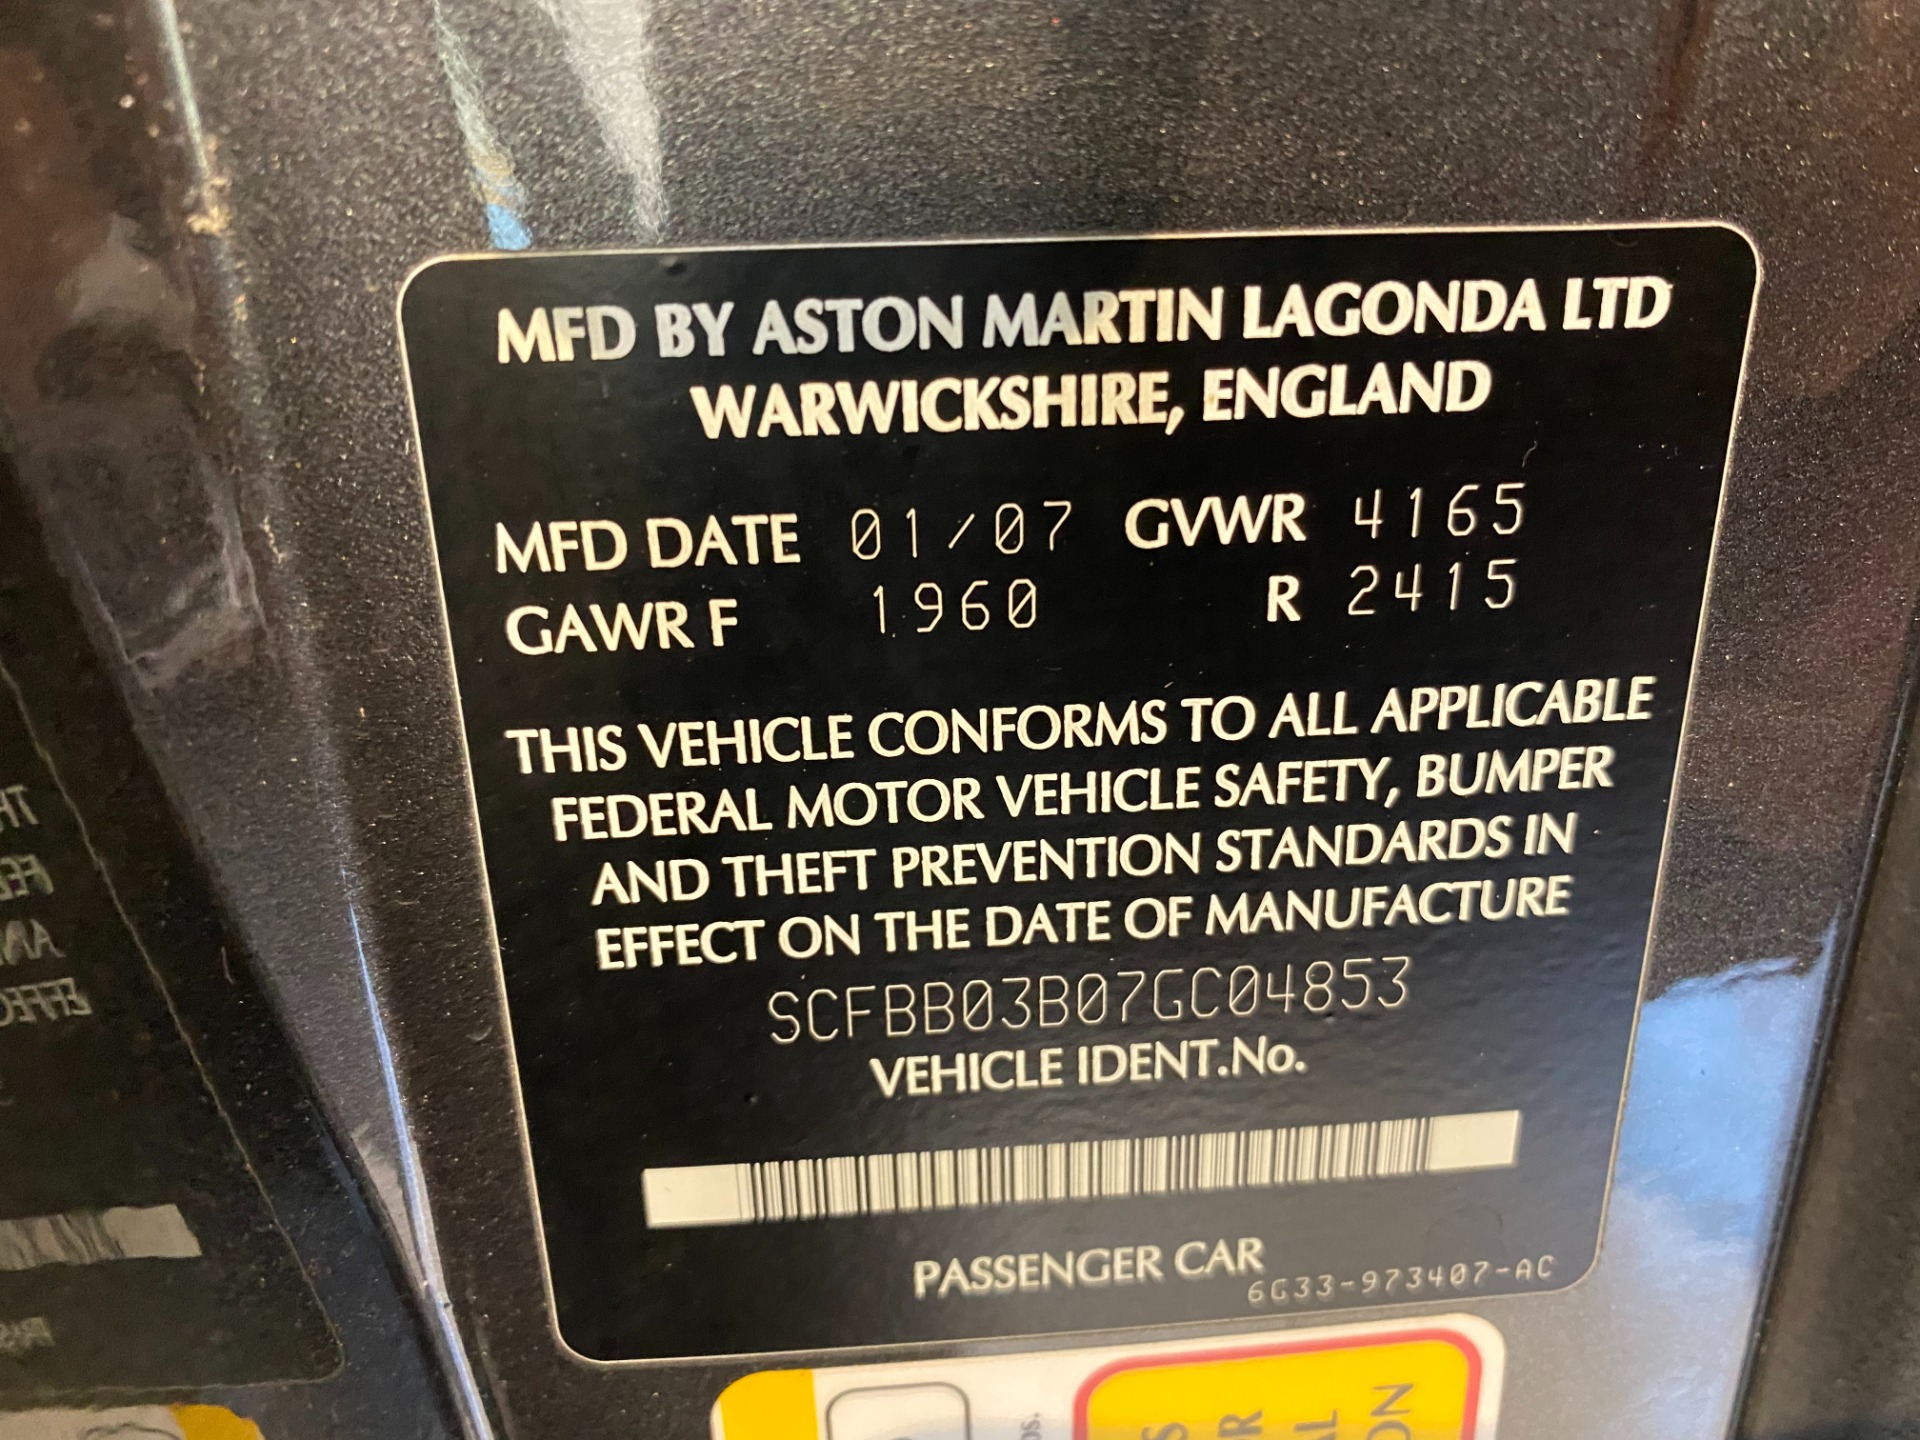 MFD BY ASTON MARTIN LAGONDA LTD
WARWICKSHIRE, ENGLAND
MFD DATE 01/07 GVWR 4165
GAWR F 1960 R 2415
THIS VEHICLE CONFORMS TO ALL APPLICABLE
FEDERAL MOTOR VEHICLE SAFETY, BUMPER
AND THEFT PREVENTION STANDARDS IN
EFFECT ON THE DATE OF MANUFACTURE
SCFBB03B07GC04853
VEHICLE IDENT.No.
PASSENGER CAR
6G33-973407-AC